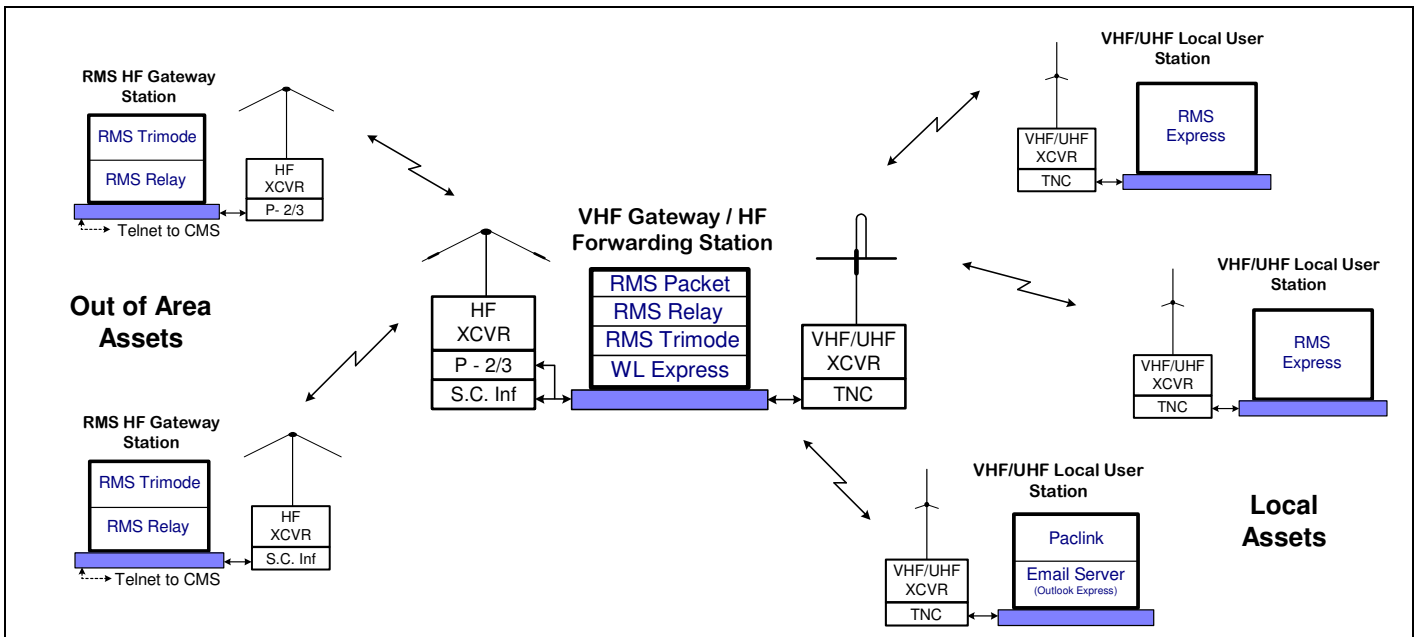 RMS HF Gateway
Station
RMS Trimode
RMS Relay
HF
XCVR
P- 2/3
Telnet to CMS
Out of Area
Assets
RMS HF Gateway
Station
RMS Trimode
RMS Relay
HF
XCVR
S.C. Inf
Telnet to CMS
VHF Gateway / HF
Forwarding Station
HF
XCVR
P - 2/3
S.C. Inf
RMS Packet
RMS Relay
RMS Trimode
WL Express
VHF/UHF
XCVR
TNC
VHF/UHF Local User
Station
VHF/UHF
XCVR
TNC
RMS
Express
VHF/UHF Local User
Station
VHF/UHF
XCVR
TNC
RMS
Express
VHF/UHF Local User
Station
VHF/UHF
XCVR
TNC
Paclink
Email Server
(Outlook Express)
Local
Assets